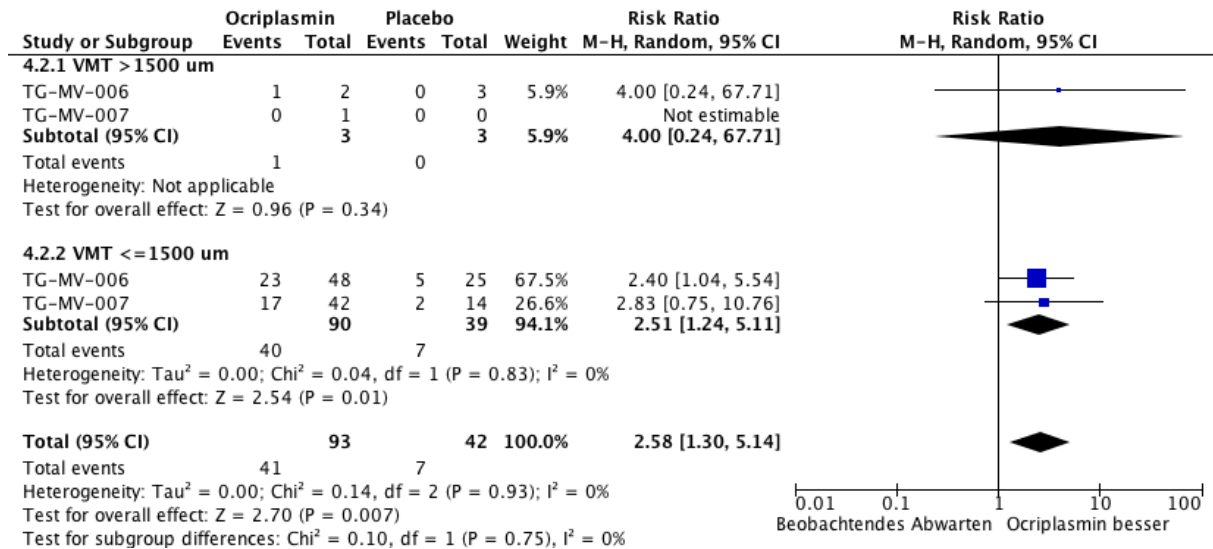 Ocriplasmin Placebo Risk Ratio Risk Ratio
Study or Subgroup Events Total Events Total Weight M-H, Random, 95% CI M-H, Random, 95% CI
4.2.1 VMT >1500 um
TG-MV-006 1 2 0 3 5.9% 4.00 [0.24, 67.71]
TG-MV-007 0 1 0 0 Not estimable
Subtotal (95% CI) 3 3 5.9% 4.00 [0.24, 67.71]
Total events 1 0
Heterogeneity: Not applicable
Test for overall effect: Z = 0.96 (P = 0.34)
4.2.2 VMT <=1500 um
TG-MV-006 23 48 5 25 67.5% 2.40 [1.04, 5.54]
TG-MV-007 17 42 2 14 26.6% 2.83 [0.75, 10.76]
Subtotal (95% CI) 90 39 94.1% 2.51 [1.24, 5.11]
Total events 40 7
Heterogeneity: Tau² = 0.00; Chi² = 0.04, df = 1 (P = 0.83); I² = 0%
Test for overall effect: Z = 2.54 (P = 0.01)
Total (95% CI) 93 42 100.0% 2.58 [1.30, 5.14]
Total events 41 7
Heterogeneity: Tau² = 0.00; Chi² = 0.14, df = 2 (P = 0.93); I² = 0%
Test for overall effect: Z = 2.70 (P = 0.007)
Test for subgroup differences: Chi² = 0.10, df = 1 (P = 0.75), I² = 0%
0.01 0.1 1 10 100
Beobachtendes Abwarten Ocriplasmin besser